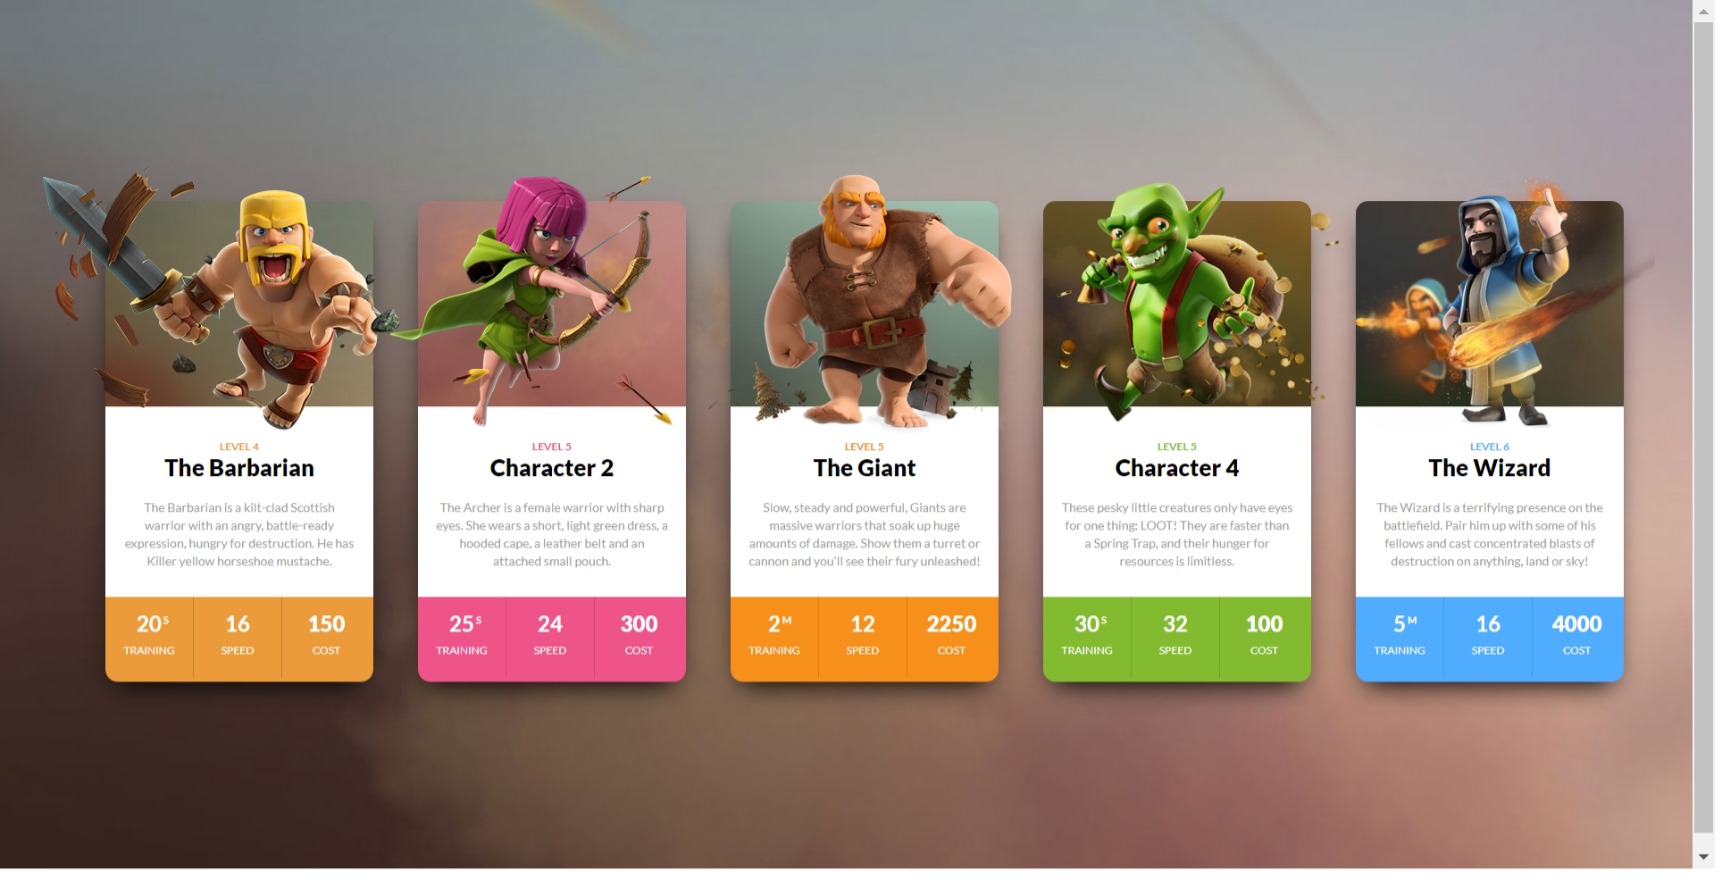 LEVEL 4
The Barbarian
The Barbarian is a kilt-clad Scottish
warrior with an angry, battle-ready
expression, hungry for destruction. He has
Killer yellow horseshoe mustache.
20S 16 150
TRAINING SPEED COST
LEVEL 5
Character 2
The Archer is a female warrior with sharp
eyes. She wears a short, light green dress, a
hooded cape, a leather belt and an
attached small pouch.
25S 24 300
TRAINING SPEED COST
LEVEL 5
The Giant
Slow, steady and powerful, Giants are
massive warriors that soak up huge
amounts of damage. Show them a turret or
cannon and you'll see their fury unleashed!
2M 12 2250
TRAINING SPEED COST
LEVEL 5
Character 4
These pesky little creatures only have eyes
for one thing: LOOT! They are faster than
a Spring Trap, and their hunger for
resources is limitless.
30S 32 100
TRAINING SPEED COST
LEVEL 6
The Wizard
The Wizard is a terrifying presence on the
battlefield. Pair him up with some of his
fellows and cast concentrated blasts of
destruction on anything, land or sky!
5M 16 4000
TRAINING SPEED COST